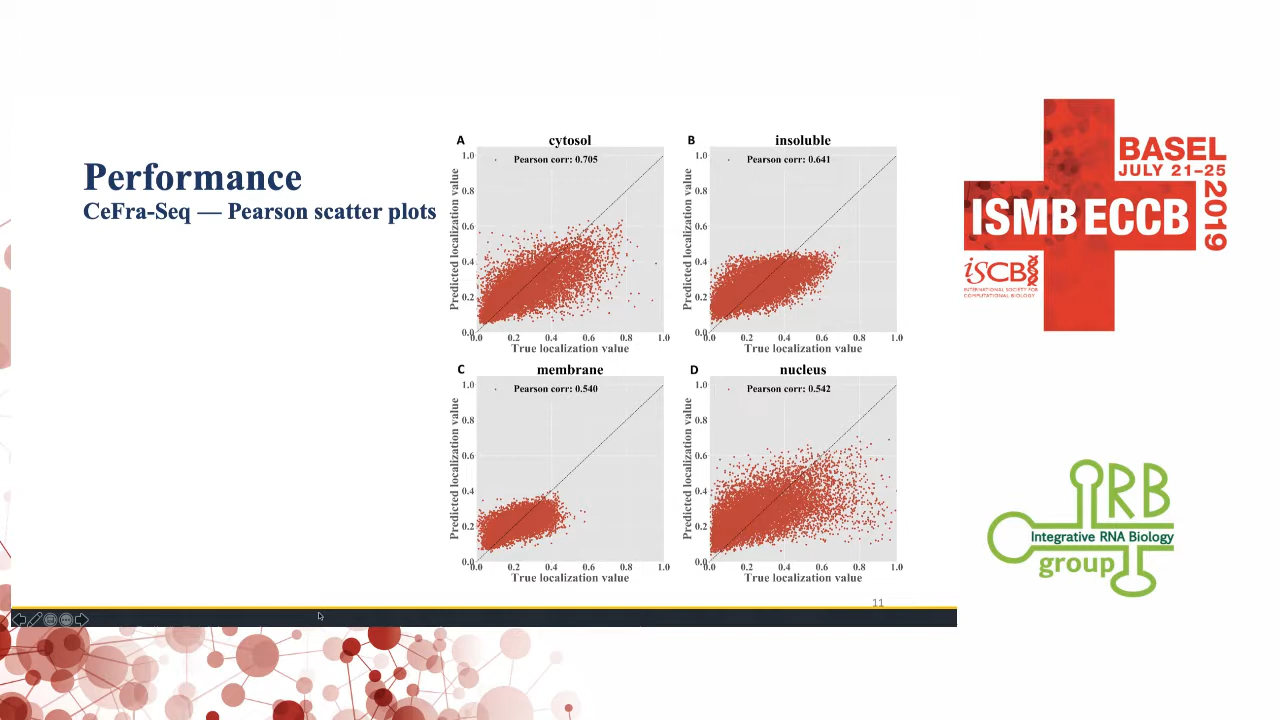 Performance
CeFra-Seq — Pearson scatter plots
A
cytosol
Pearson corr: 0.705
Predicted localization value
1.0
0.8
0.6
0.4
0.2
0.0
0.0 0.2 0.4 0.6 0.8 1.0
True localization value
B
insoluble
Pearson corr: 0.641
Predicted localization value
1.0
0.8
0.6
0.4
0.2
0.0
0.0 0.2 0.4 0.6 0.8 1.0
True localization value
C
membrane
Pearson corr: 0.540
Predicted localization value
1.0
0.8
0.6
0.4
0.2
0.0
0.0 0.2 0.4 0.6 0.8 1.0
True localization value
D
nucleus
Pearson corr: 0.542
Predicted localization value
1.0
0.8
0.6
0.4
0.2
0.0
0.0 0.2 0.4 0.6 0.8 1.0
True localization value
11
BASEL
JULY 21–25
2019
ISMB ECCB
iSCB
INTERNATIONAL SOCIETY FOR
COMPUTATIONAL BIOLOGY
IRB
Integrative RNA Biology
group